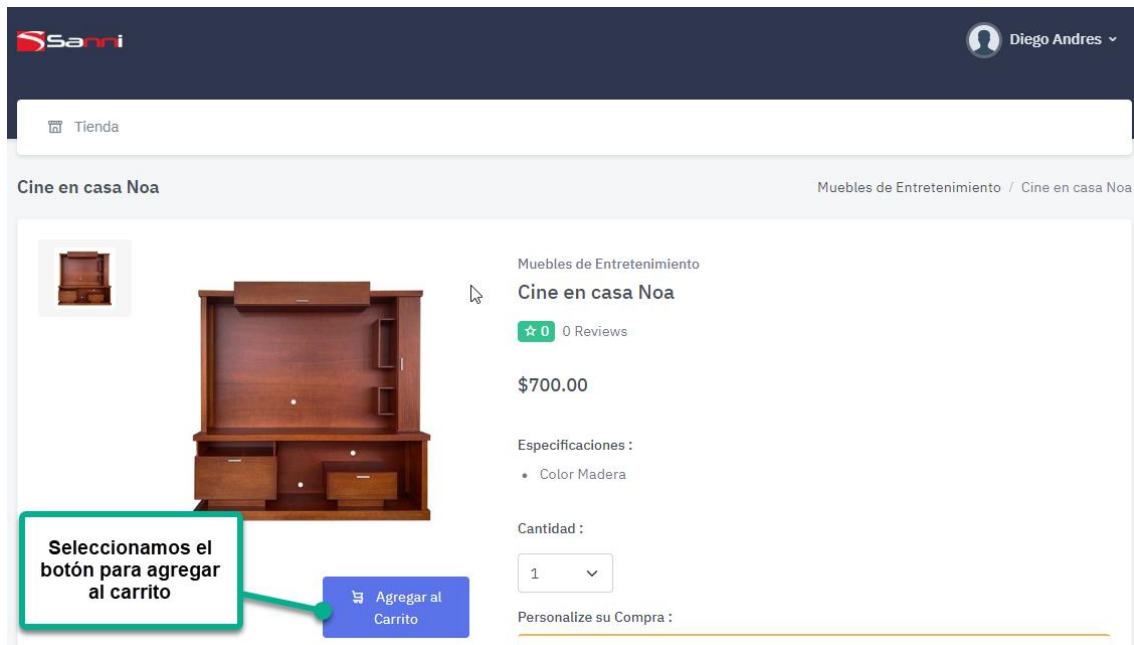 Sanni
Diego Andres
Tienda
Cine en casa Noa
Muebles de Entretenimiento / Cine en casa Noa
Muebles de Entretenimiento
Cine en casa Noa
0 0 Reviews
$700.00
Especificaciones :
• Color Madera
Cantidad :
1
Personalize su Compra :
Seleccionamos el
botón para agregar
al carrito
Agregar al
Carrito